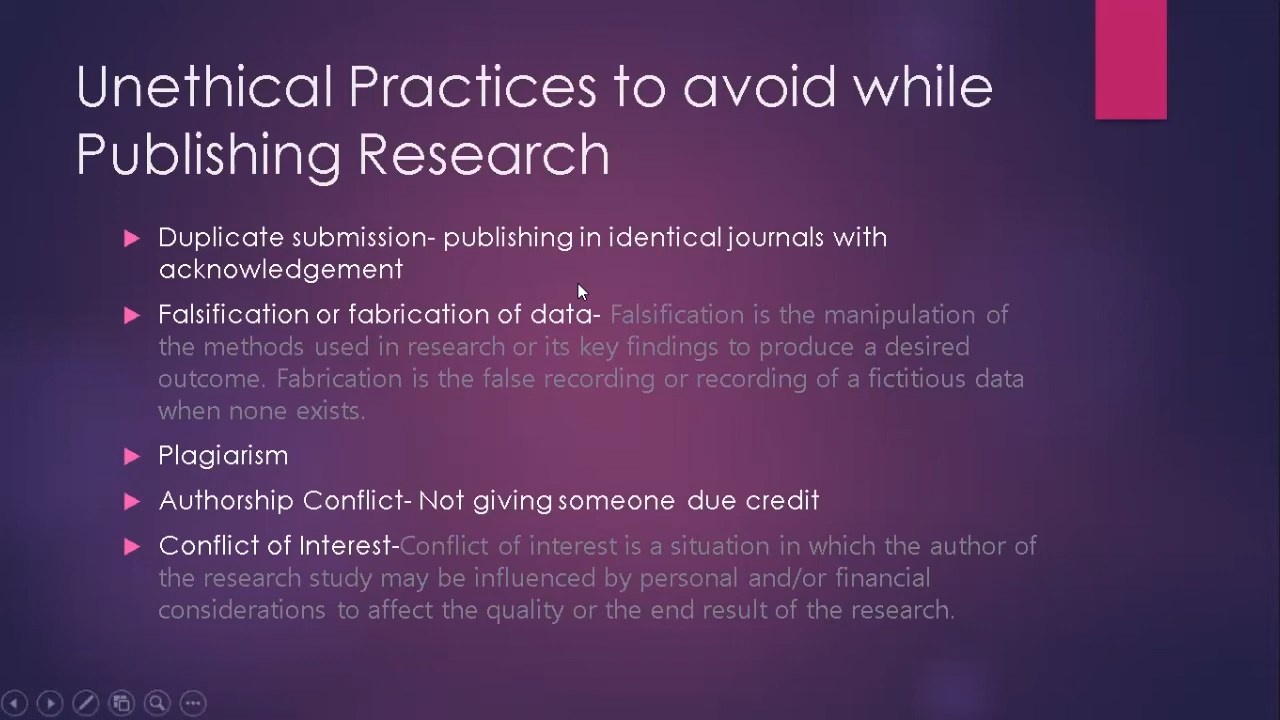 Unethical Practices to avoid while
Publishing Research
Duplicate submission- publishing in identical journals with
acknowledgement
Falsification or fabrication of data- Falsification is the manipulation of
the methods used in research or its key findings to produce a desired
outcome. Fabrication is the false recording or recording of a fictitious data
when none exists.
Plagiarism
Authorship Conflict- Not giving someone due credit
Conflict of Interest-Conflict of interest is a situation in which the author of
the research study may be influenced by personal and/or financial
considerations to affect the quality or the end result of the research.